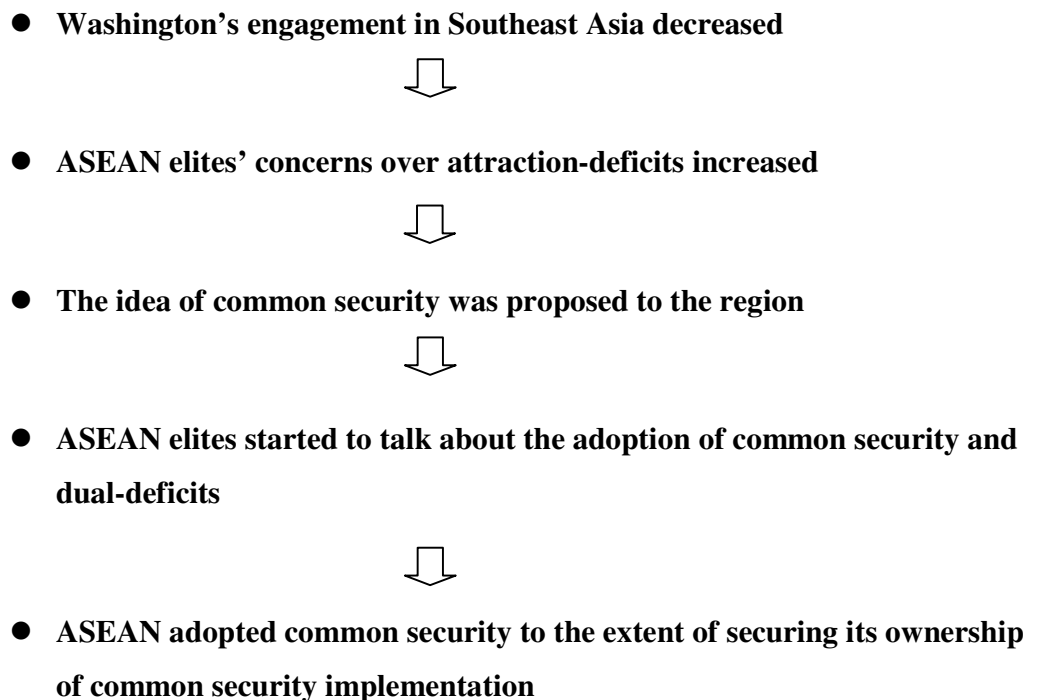 ● Washington’s engagement in Southeast Asia decreased
● ASEAN elites’ concerns over attraction-deficits increased
● The idea of common security was proposed to the region
● ASEAN elites started to talk about the adoption of common security and
dual-deficits
● ASEAN adopted common security to the extent of securing its ownership
of common security implementation